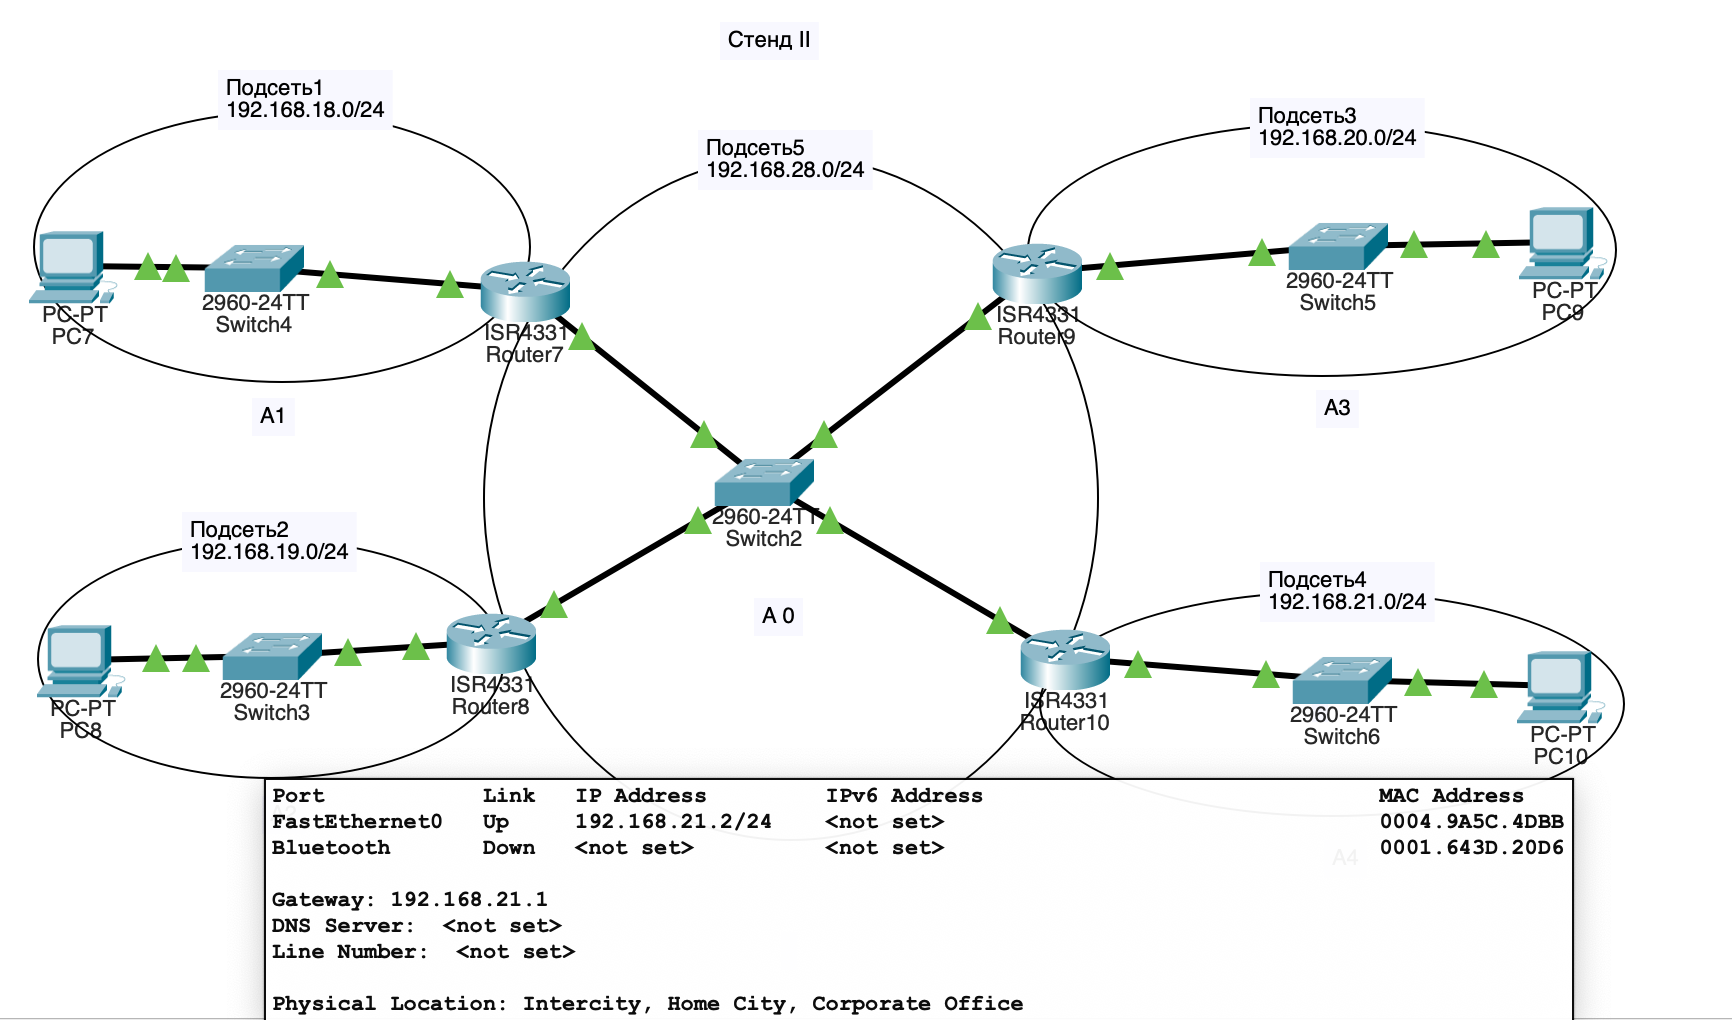 Стенд II
Подсеть1
192.168.18.0/24
Подсеть3
192.168.20.0/24
Подсеть5
192.168.28.0/24
PC-PT
PC7
2960-24TT
Switch4
ISR4331
Router7
ISR4331
Router9
2960-24TT
Switch5
PC-PT
PC9
A1
A3
2960-24TT
Switch2
Подсеть2
192.168.19.0/24
A 0
Подсеть4
192.168.21.0/24
PC-PT
PC8
2960-24TT
Switch3
ISR4331
Router8
ISR4331
Router10
2960-24TT
Switch6
PC-PT
PC10
Port Link IP Address IPv6 Address MAC Address
FastEthernet0 Up 192.168.21.2/24 <not set> 0004.9A5C.4DBB
Bluetooth Down <not set> <not set> 0001.643D.20D6
A4
Gateway: 192.168.21.1
DNS Server: <not set>
Line Number: <not set>
Physical Location: Intercity, Home City, Corporate Office